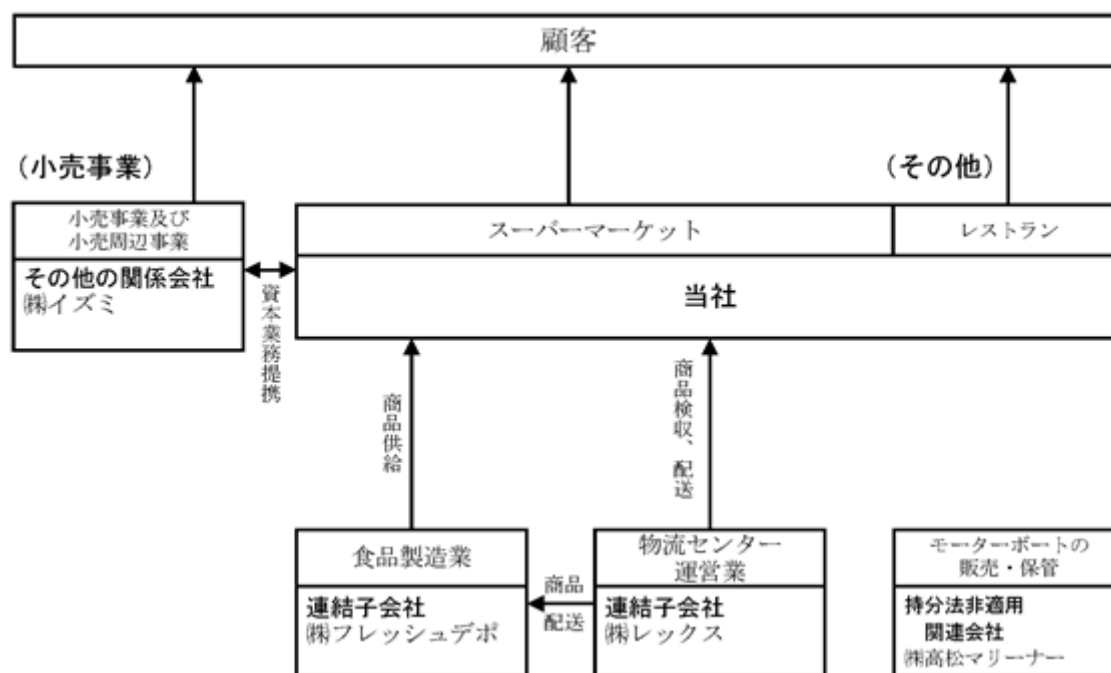 顧客
(小売事業)
(その他)
小売事業及び
小売周辺事業
その他の関係会社
㈱イズミ
資本業務提携
スーパーマーケット
レストラン
当社
商品供給
商品検収、配送
食品製造業
連結子会社
㈱フレッシュデポ
商品
配送
物流センター
運営業
連結子会社
㈱レックス
モーターボートの
販売・保管
持分法非適用
関連会社
㈱高松マリーナー